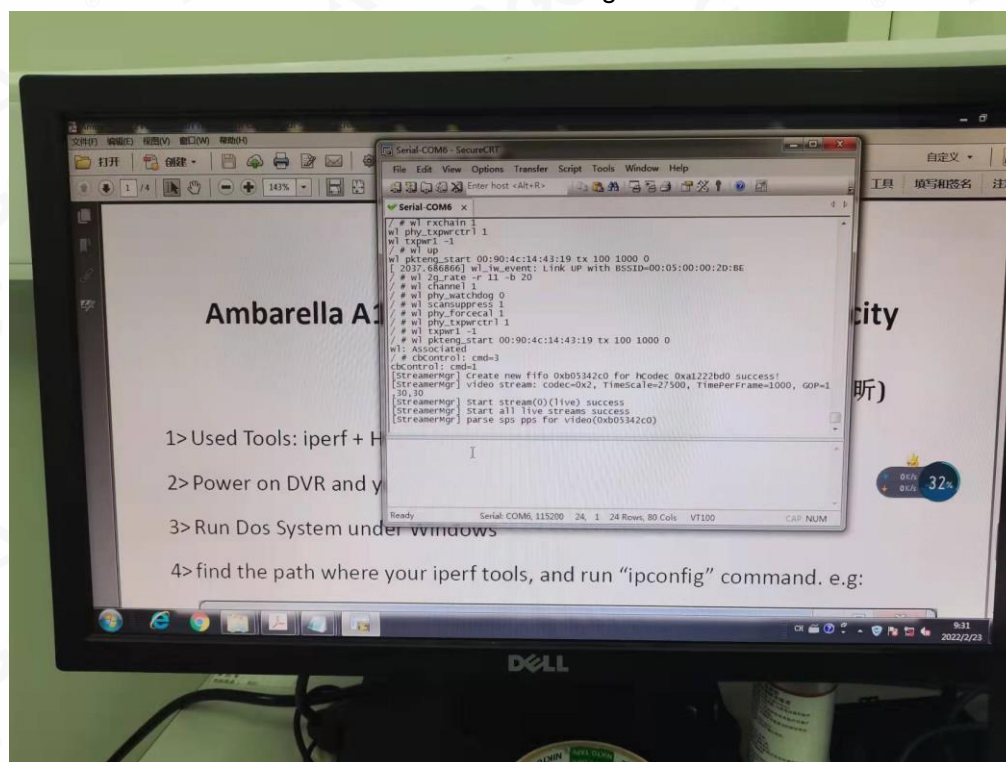 文件(F) 编辑(E) 视图(V) 窗口(W) 帮助(H)
打开 创建 自定义
1 / 4 143% 工具 填写和签名 注
Serial-COM6 - SecureCRT
File Edit View Options Transfer Script Tools Window Help
Enter host <Alt+R>
Serial-COM6 ×
/ # wl rxchain 1
wl phy_txpwrctrl 1
wl txpwr1 -1
/ # wl up
wl pkteng_start 00:90:4c:14:43:19 tx 100 1000 0
[ 2037.686866] wl_iw_event: Link UP with BSSID=00:05:00:00:2D:BE
/ # wl 2g_rate -r 11 -b 20
/ # wl channel 1
/ # wl phy_watchdog 0
/ # wl scansuppress 1
/ # wl phy_forcecal 1
/ # wl phy_txpwrctrl 1
/ # wl txpwr1 -1
/ # wl pkteng_start 00:90:4c:14:43:19 tx 100 1000 0
wl: Associated
/ # cbControl: cmd=3
cbControl: cmd=1
[StreamerMgr] Create new fifo 0xb05342c0 for hCodec 0xa1222bd0 success!
[StreamerMgr] video stream: codec=0x2, TimeScale=27500, TimePerFrame=1000, GOP=1
,30,30
[StreamerMgr] Start stream(0)(live) success
[StreamerMgr] Start all live streams success
[StreamerMgr] parse sps pps for video(0xb05342c0)
Ready Serial: COM6, 115200 24, 1 24 Rows, 80 Cols VT100 CAP NUM
Ambarella A1 city
昕)
1> Used Tools: iperf + H
2> Power on DVR and y
3> Run Dos System under Windows
4> find the path where your iperf tools, and run “ipconfig” command. e.g:
0K/s
0K/s
32%
CH
9:31
2022/2/23
DELL